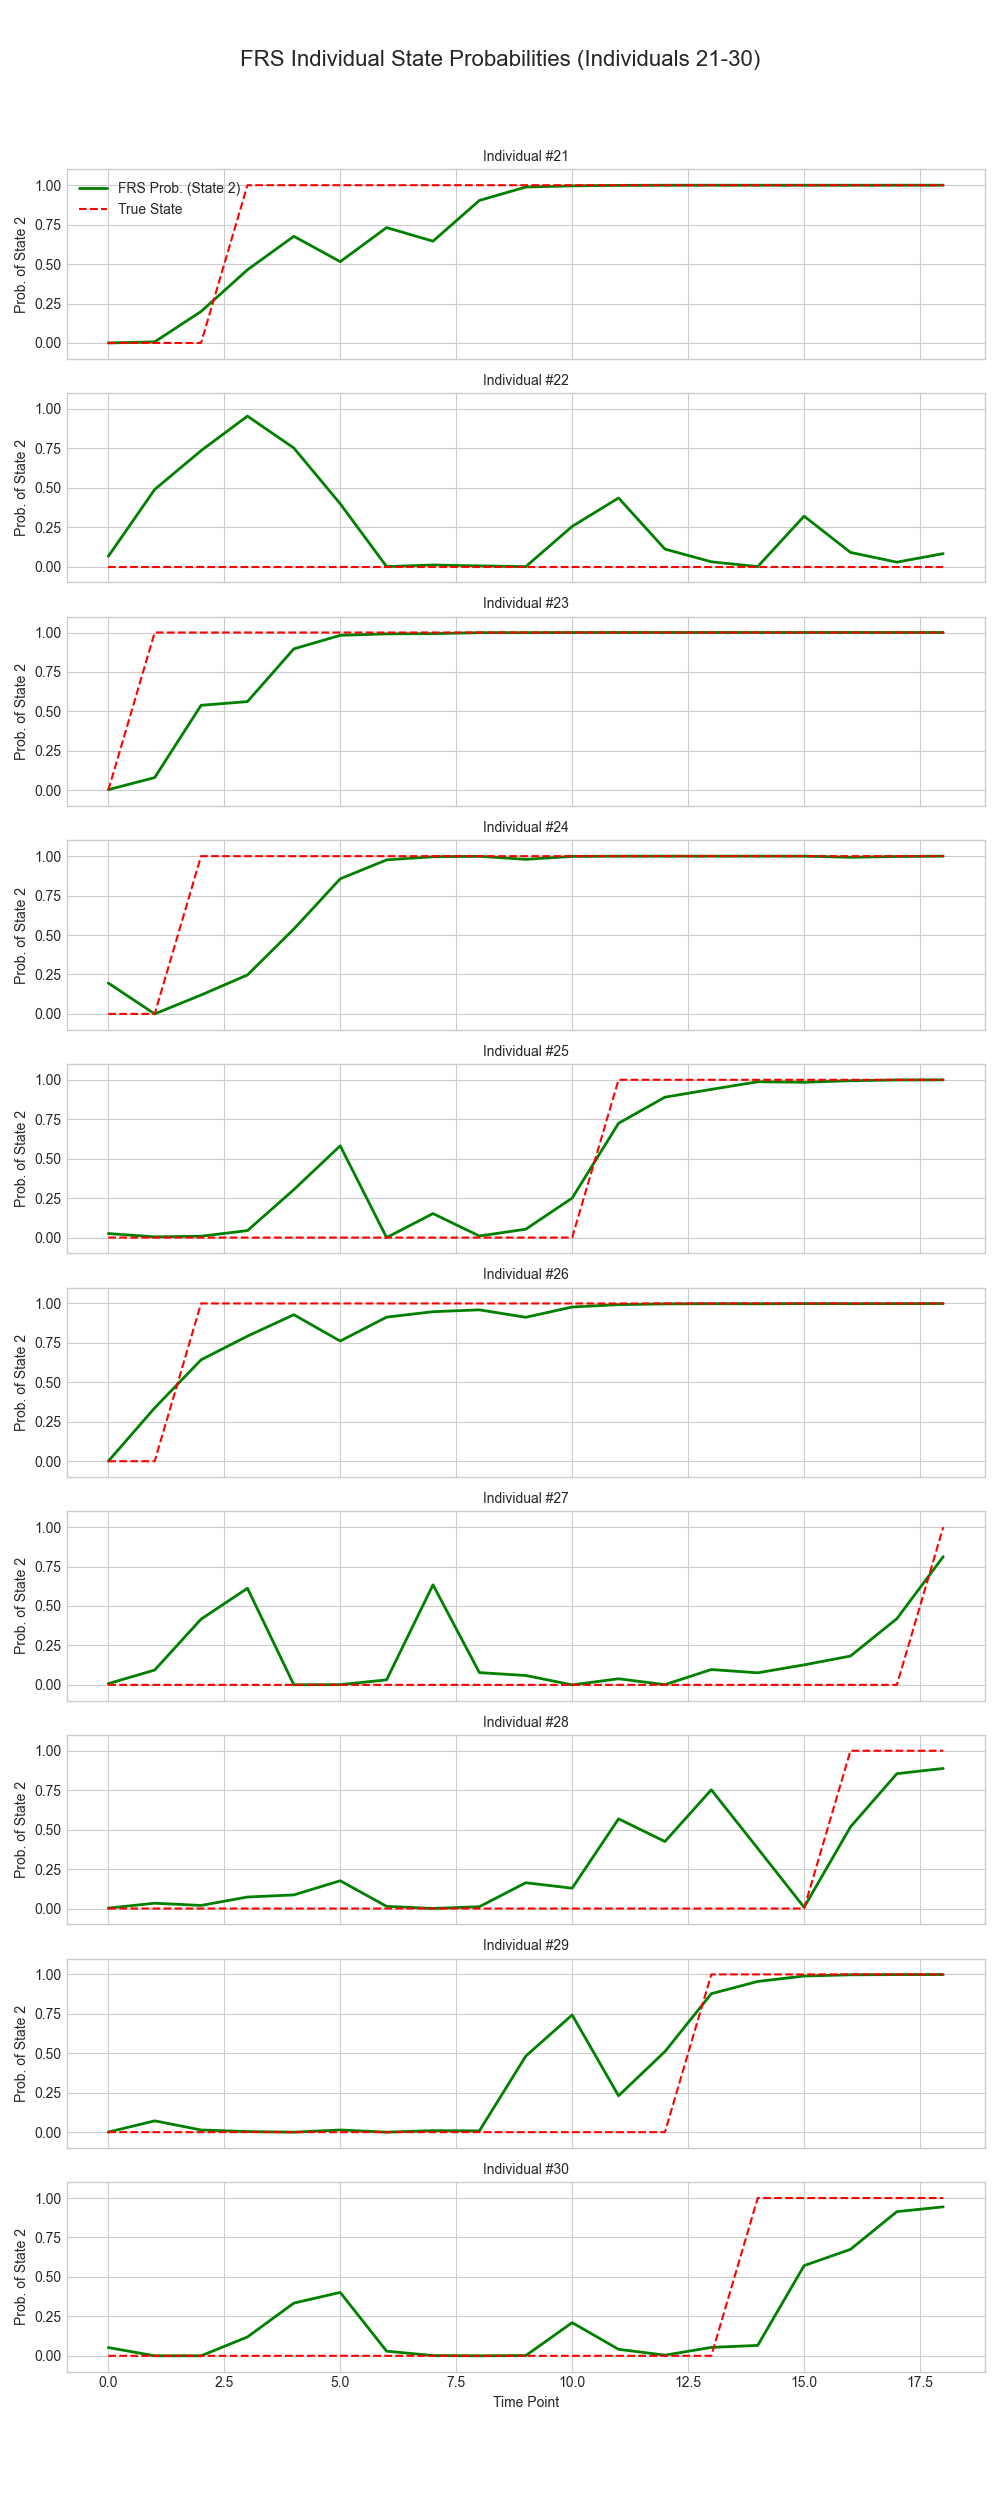 FRS Individual State Probabilities (Individuals 21-30)
Individual #21
1.00
0.75
0.50
0.25
0.00
Prob. of State 2
FRS Prob. (State 2)
True State
Individual #22
1.00
0.75
0.50
0.25
0.00
Prob. of State 2
Individual #23
1.00
0.75
0.50
0.25
0.00
Prob. of State 2
Individual #24
1.00
0.75
0.50
0.25
0.00
Prob. of State 2
Individual #25
1.00
0.75
0.50
0.25
0.00
Prob. of State 2
Individual #26
1.00
0.75
0.50
0.25
0.00
Prob. of State 2
Individual #27
1.00
0.75
0.50
0.25
0.00
Prob. of State 2
Individual #28
1.00
0.75
0.50
0.25
0.00
Prob. of State 2
Individual #29
1.00
0.75
0.50
0.25
0.00
Prob. of State 2
Individual #30
1.00
0.75
0.50
0.25
0.00
Prob. of State 2
0.0 2.5 5.0 7.5 10.0 12.5 15.0 17.5
Time Point